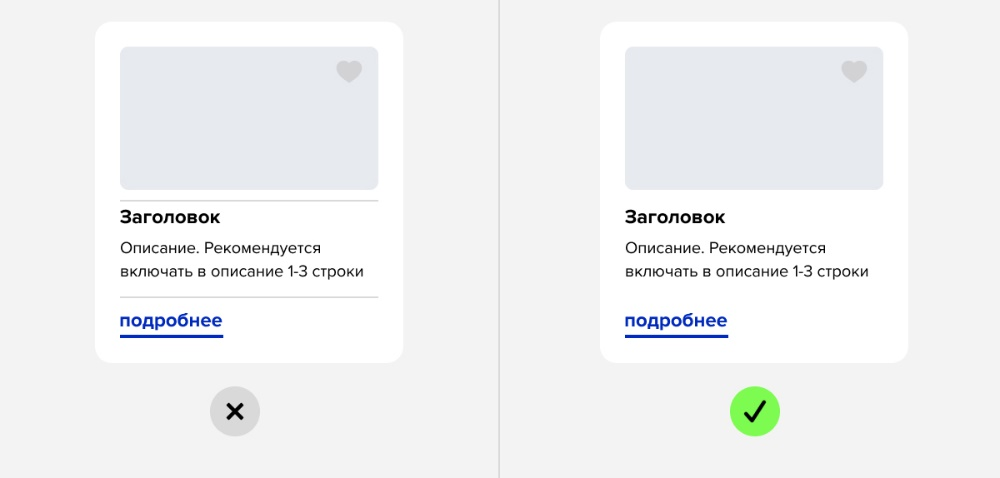 Заголовок
Описание. Рекомендуется
включать в описание 1-3 строки
подробнее
Заголовок
Описание. Рекомендуется
включать в описание 1-3 строки
подробнее